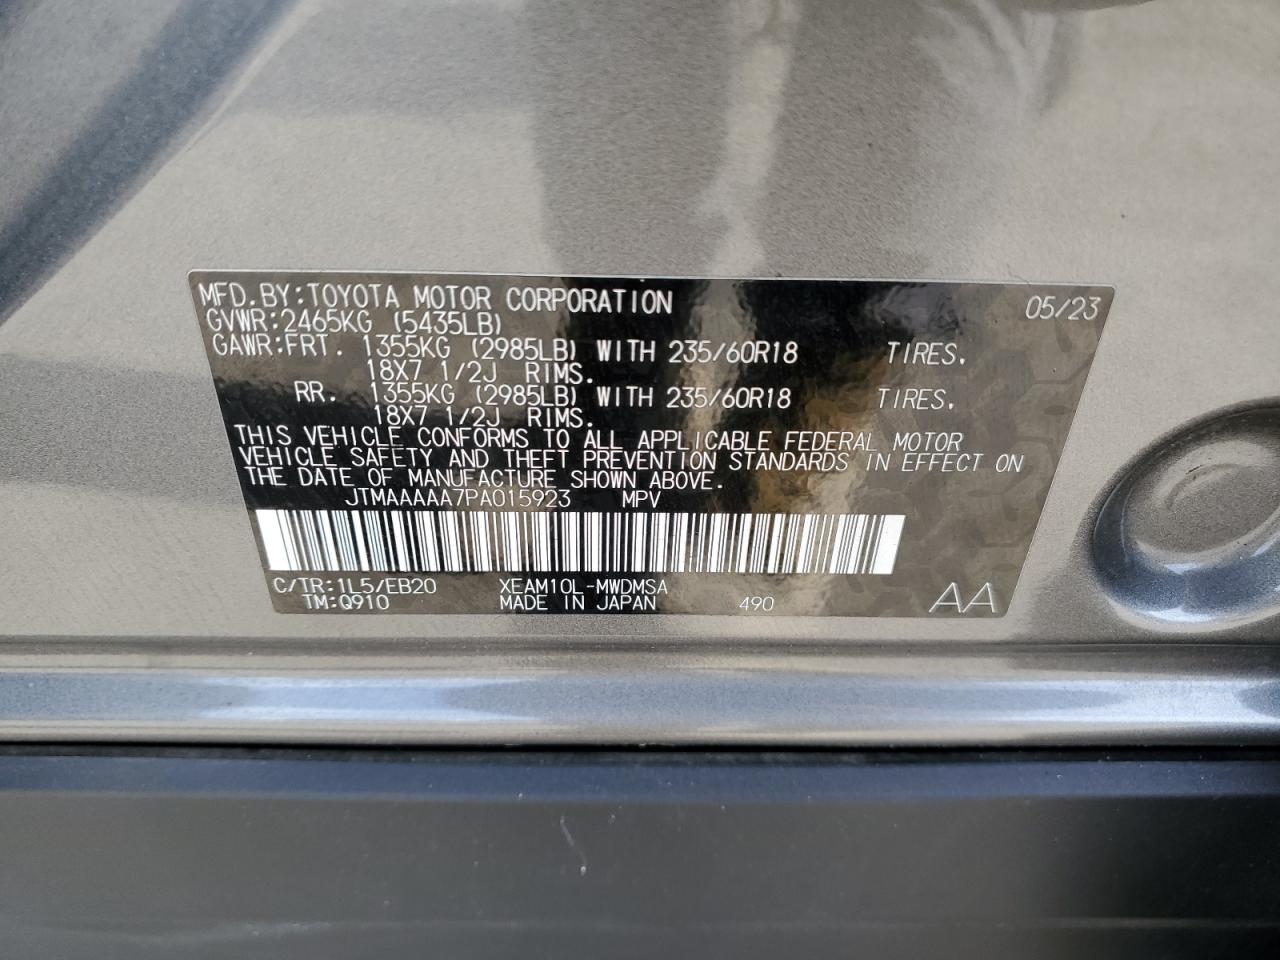 MFD.BY:TOYOTA MOTOR CORPORATION 05/23
GVWR:2465KG (5435LB)
GAWR:FRT. 1355KG (2985LB) WITH 235/60R18 TIRES.
18X7 1/2J RIMS.
RR. 1355KG (2985LB) WITH 235/60R18 TIRES.
18X7 1/2J RIMS.
THIS VEHICLE CONFORMS TO ALL APPLICABLE FEDERAL MOTOR
VEHICLE SAFETY AND THEFT PREVENTION STANDARDS IN EFFECT ON
THE DATE OF MANUFACTURE SHOWN ABOVE.
JTMAAAAA7PA015923 MPV
C/TR:1L5/EB20 XEAM10L-MWDMSA
TM:Q910 MADE IN JAPAN 490 AA